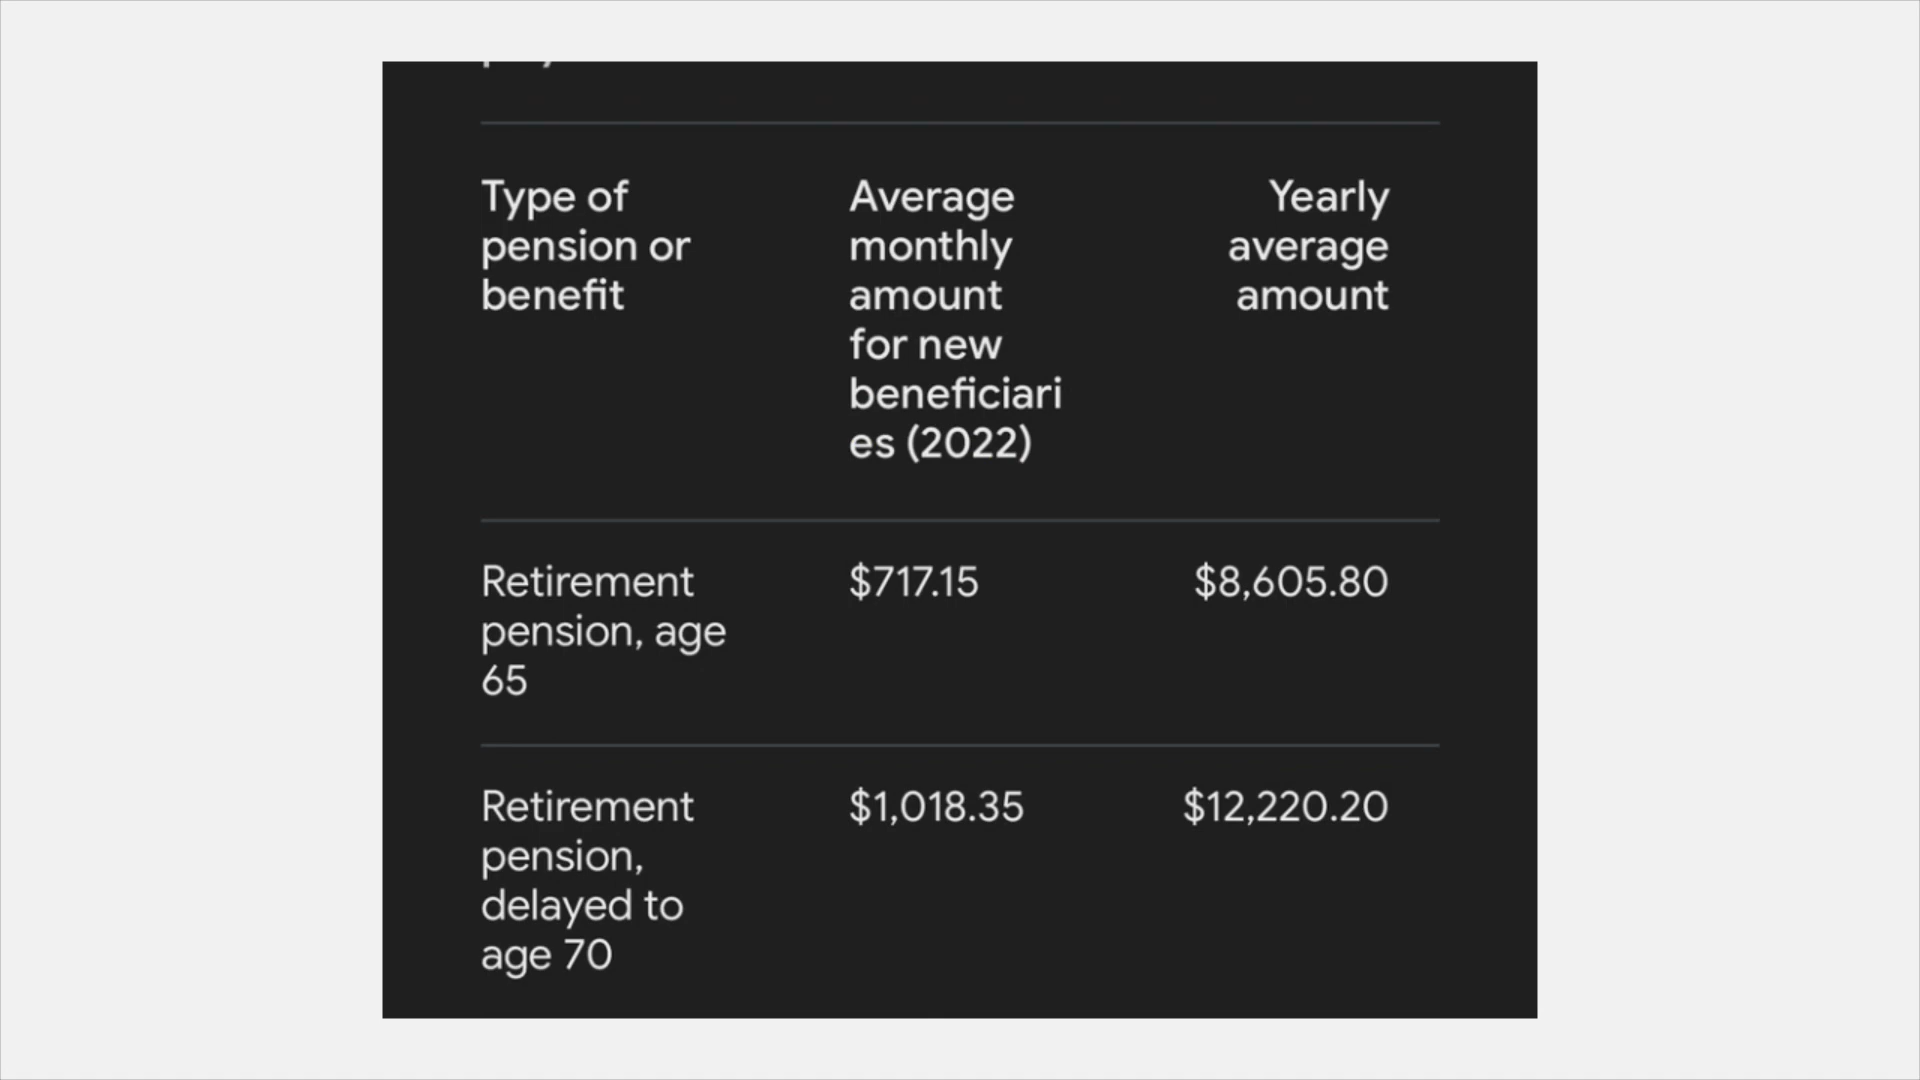 Type of
pension or
benefit
Average
monthly
amount
for new
beneficiari
es (2022)
Yearly
average
amount
Retirement
pension, age
65
$717.15
$8,605.80
Retirement
pension,
delayed to
age 70
$1,018.35
$12,220.20